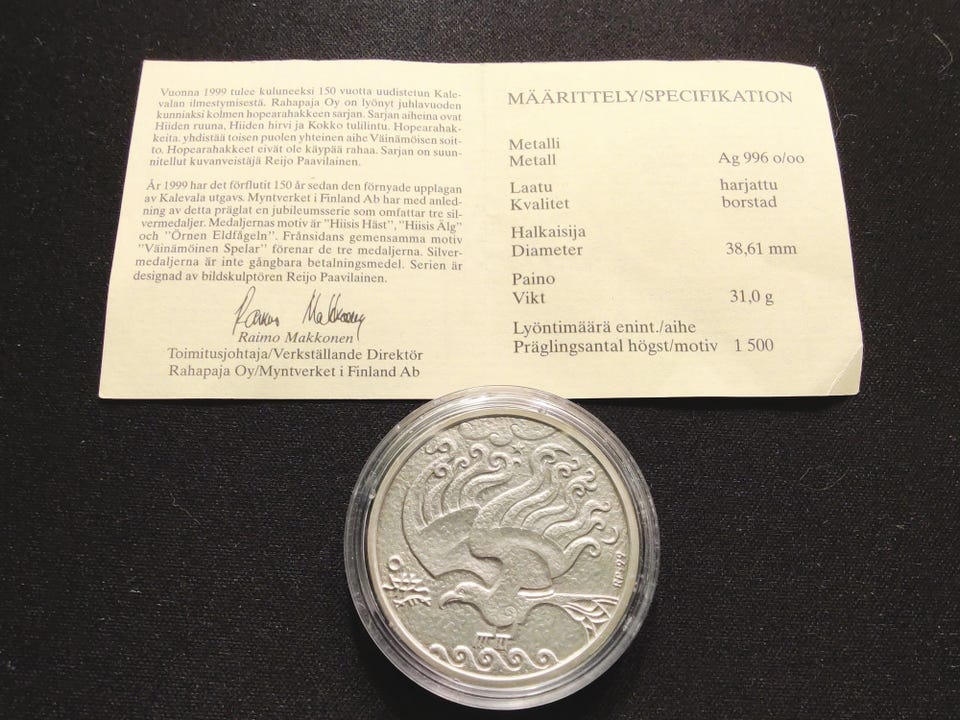 Vuonna 1999 tulee kuluneeksi 150 vuotta uudistetun Kale-
valan ilmestymisestä. Rahapaja Oy on lyönyt juhlavuoden
kunniaksi kolmen hopearahakkeen sarjan. Sarjan aiheina ovat
Hiiden ruuna, Hiiden hirvi ja Kokko tulilintu. Hopearahak-
keita yhdistää toisen puolen yhteinen aihe Väinämöisen soit-
to. Hopearahakkeet eivät ole käypää rahaa. Sarjan on suun-
nitellut kuvanveistäjä Reijo Paavilainen.
År 1999 har det förflutit 150 år sedan den förnyade upplagan
av Kalevala utgavs. Myntverket i Finland Ab har med anled-
ning av detta präglat en jubileumsserie som omfattar tre sil-
vermedaljer. Medaljernas motiv är "Hiisis Häst", "Hiisis Älg"
och "Örnen Eldfågeln". Frånsidans gemensamma motiv
"Väinämöinen Spelar" förenar de tre medaljerna. Silver-
medaljerna är inte gångbara betalningsmedel. Serien är
designad av bildskulptören Reijo Paavilainen.
Raimo Makkonen
Raimo Makkonen
Toimitusjohtaja/Verkställande Direktör
Rahapaja Oy/Myntverket i Finland Ab
MÄÄRITTELY/SPECIFIKATION
Metalli
Metall Ag 996 o/oo
Laatu harjattu
Kvalitet borstad
Halkaisija
Diameter 38,61 mm
Paino
Vikt 31,0 g
Lyöntimäärä enint./aihe
Präglingsantal högst/motiv 1 500
RP-99